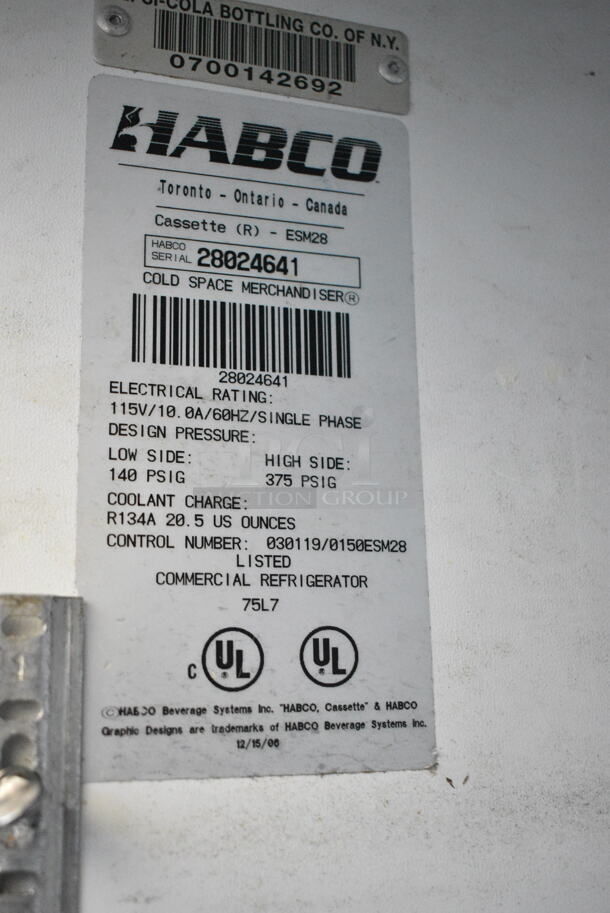 COLA BOTTLING CO. OF N.Y.
0700142692
HABCO
Toronto - Ontario - Canada
Cassette (R) - ESM28
HABCO
SERIAL 28024641
COLD SPACE MERCHANDISER®
28024641
ELECTRICAL RATING:
115V/10.0A/60HZ/SINGLE PHASE
DESIGN PRESSURE:
LOW SIDE: HIGH SIDE:
140 PSIG 375 PSIG
COOLANT CHARGE:
R134A 20.5 US OUNCES
CONTROL NUMBER: 030119/0150ESM28
LISTED
COMMERCIAL REFRIGERATOR
75L7
C UL® UL®
©HABCO Beverage Systems Inc. "HABCO, Cassette" & HABCO
Graphic Designs are trademarks of HABCO Beverage Systems Inc.
12/15/06
GROUP